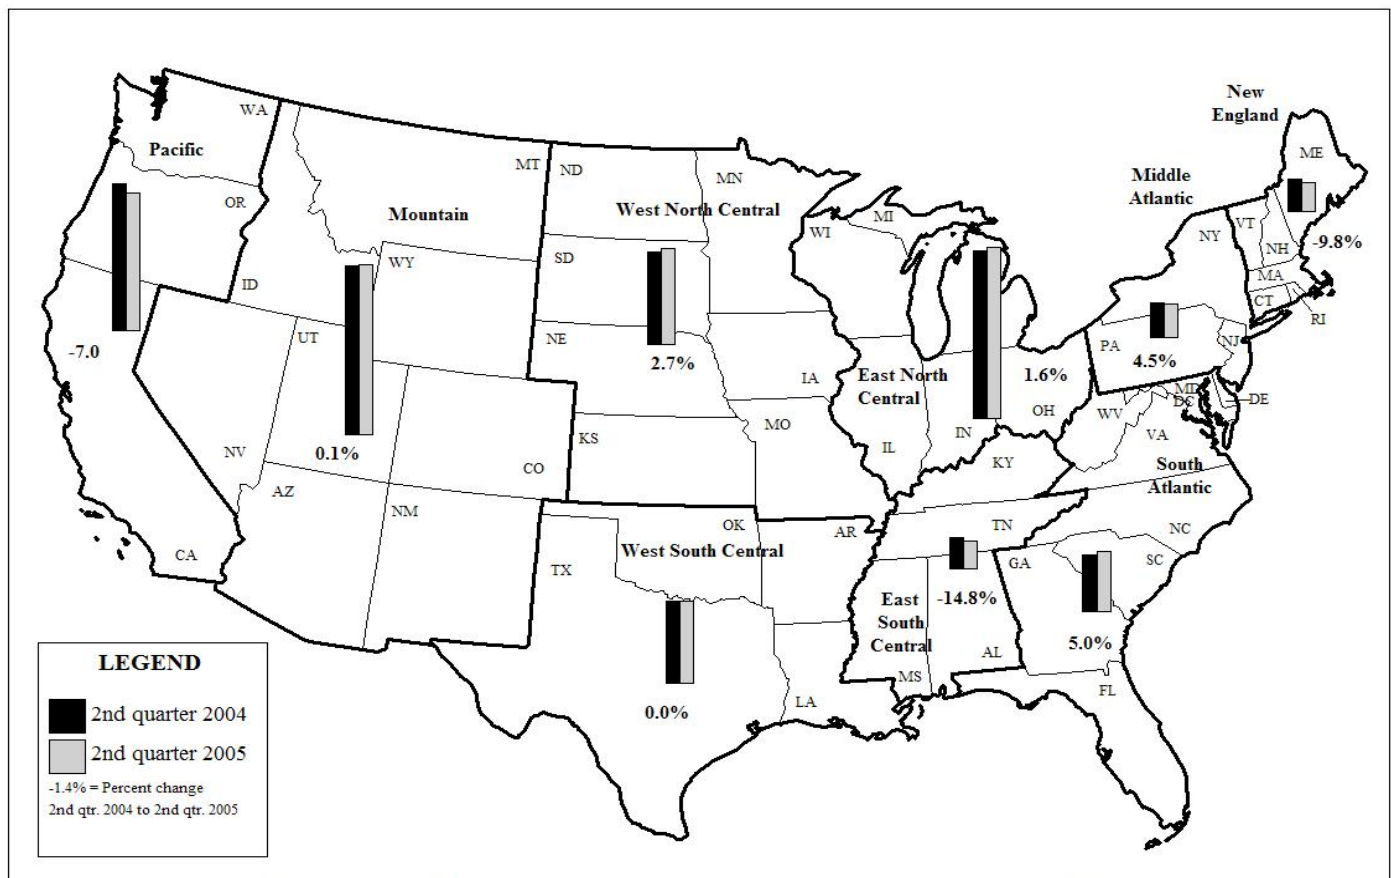 New
England
WA
Pacific
ME
MT
ND
MN
Middle
Atlantic
OR
Mountain
West North Central
MI
WI
NY
VT
NH
-9.8%
SD
WY
ID
MA
CT
RI
UT
NE
PA
NJ
-7.0
2.7%
4.5%
East North
Central
1.6%
IA
MD
DC
DE
OH
WV
MO
IN
VA
KS
IL
NV
0.1%
KY
South
Atlantic
CO
AZ
NM
OK
AR
TN
NC
West South Central
CA
TX
GA
SC
East
South
Central
-14.8%
5.0%
AL
MS
FL
LA
0.0%
LEGEND
2nd quarter 2004
2nd quarter 2005
-1.4% = Percent change
2nd qtr. 2004 to 2nd qtr. 2005